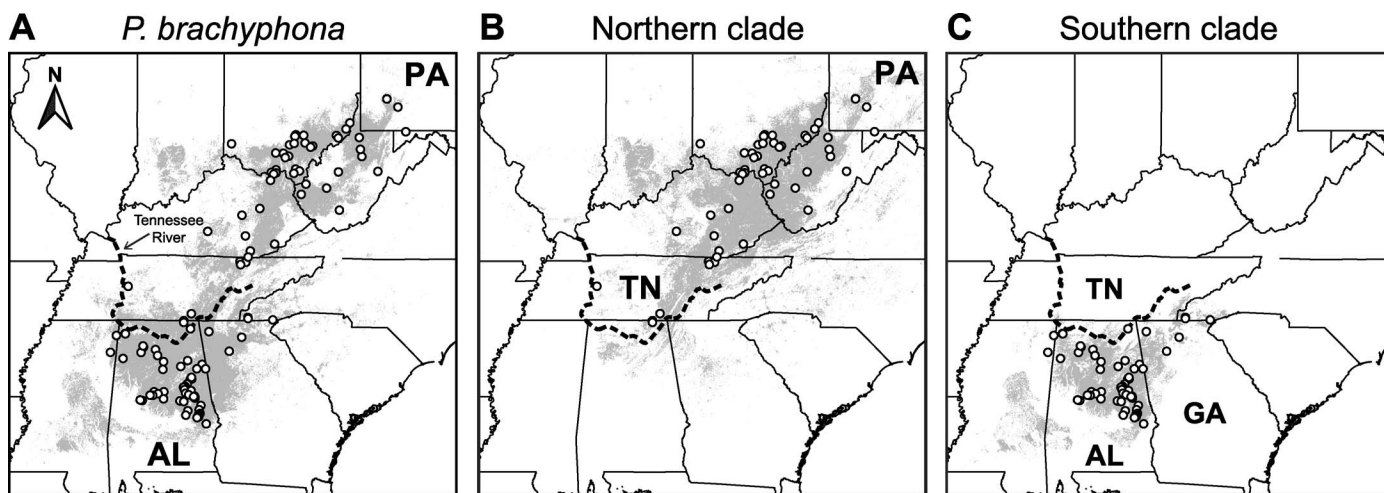 A P. brachyphona
B Northern clade
C Southern clade
N
PA
Tennessee
River
AL
PA
TN
TN
GA
AL